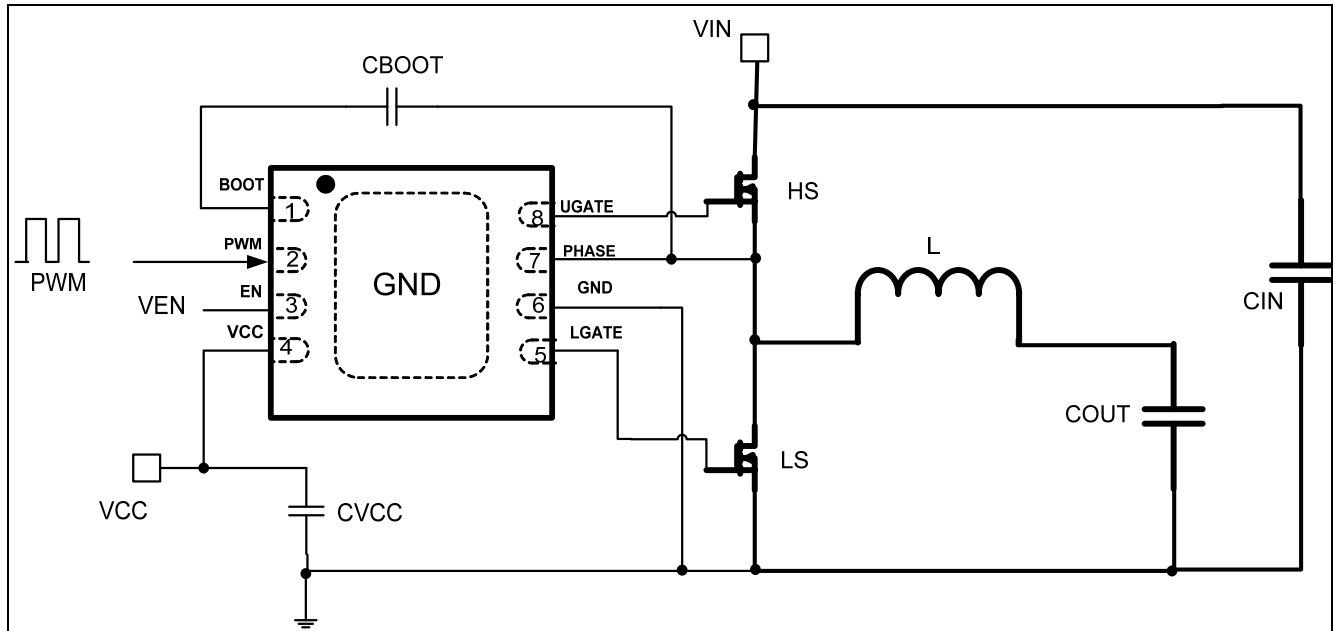 VIN
CBOOT
BOOT
1
8
UGATE
HS
PWM
PWM
2
7
PHASE
GND
L
VEN
EN
3
6
GND
CIN
VCC
4
5
LGATE
COUT
LS
VCC
CVCC